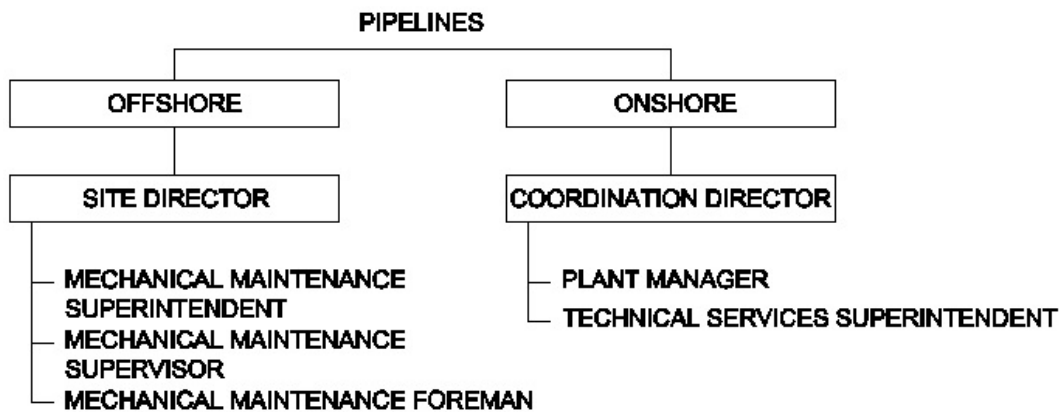 PIPELINES
OFFSHORE
ONSHORE
SITE DIRECTOR
COORDINATION DIRECTOR
MECHANICAL MAINTENANCE
SUPERINTENDENT
MECHANICAL MAINTENANCE
SUPERVISOR
MECHANICAL MAINTENANCE FOREMAN
PLANT MANAGER
TECHNICAL SERVICES SUPERINTENDENT